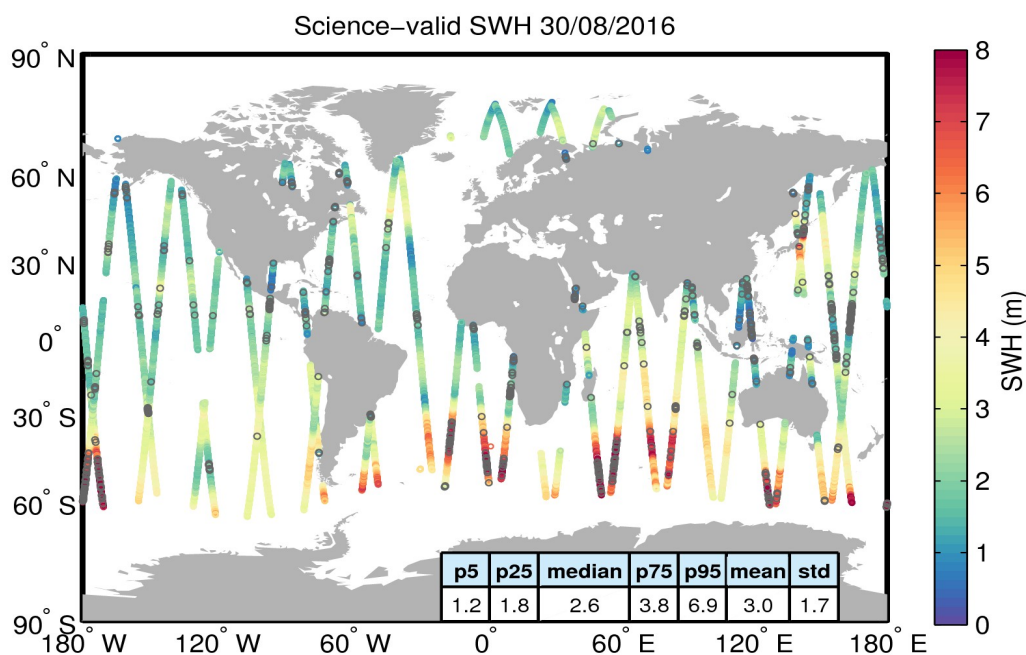 Science−valid SWH 30/08/2016
90° N
60° N
30° N
0°
30° S
60° S
90° S
180° W
120° W
60° W
0°
60° E
120° E
180° E
p5 p25 median p75 p95 mean std
1.2 1.8 2.6 3.8 6.9 3.0 1.7
8
7
6
5
4
3
2
1
0
SWH (m)